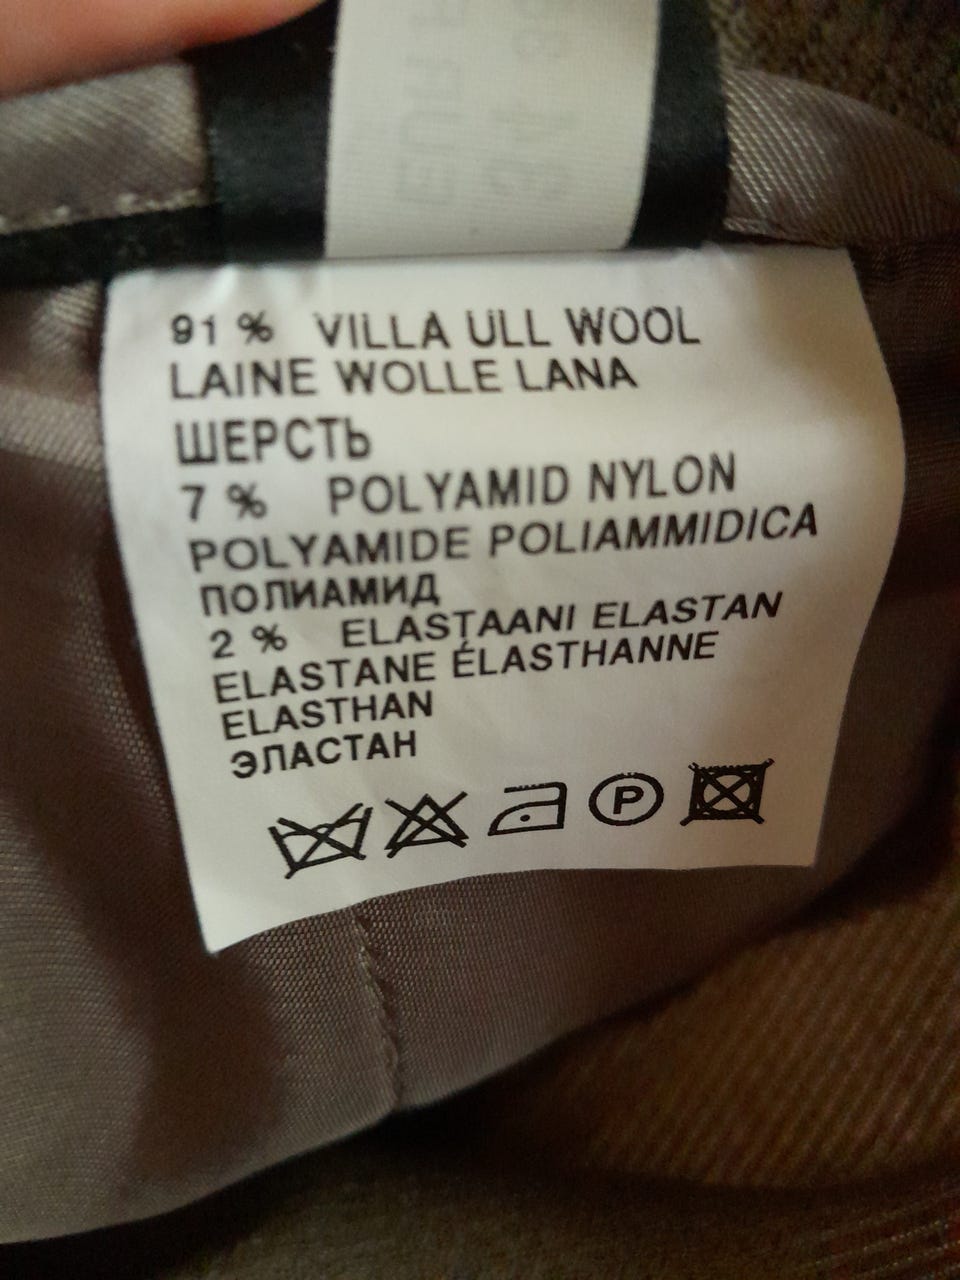 91 % VILLA ULL WOOL
LAINE WOLLE LANA
ШЕРСТЬ
7 % POLYAMID NYLON
POLYAMIDE POLIAMMIDICA
ПОЛИАМИД
2 % ELASTAANI ELASTAN
ELASTANE ÉLASTHANNE
ELASTHAN
ЭЛАСТАН
P